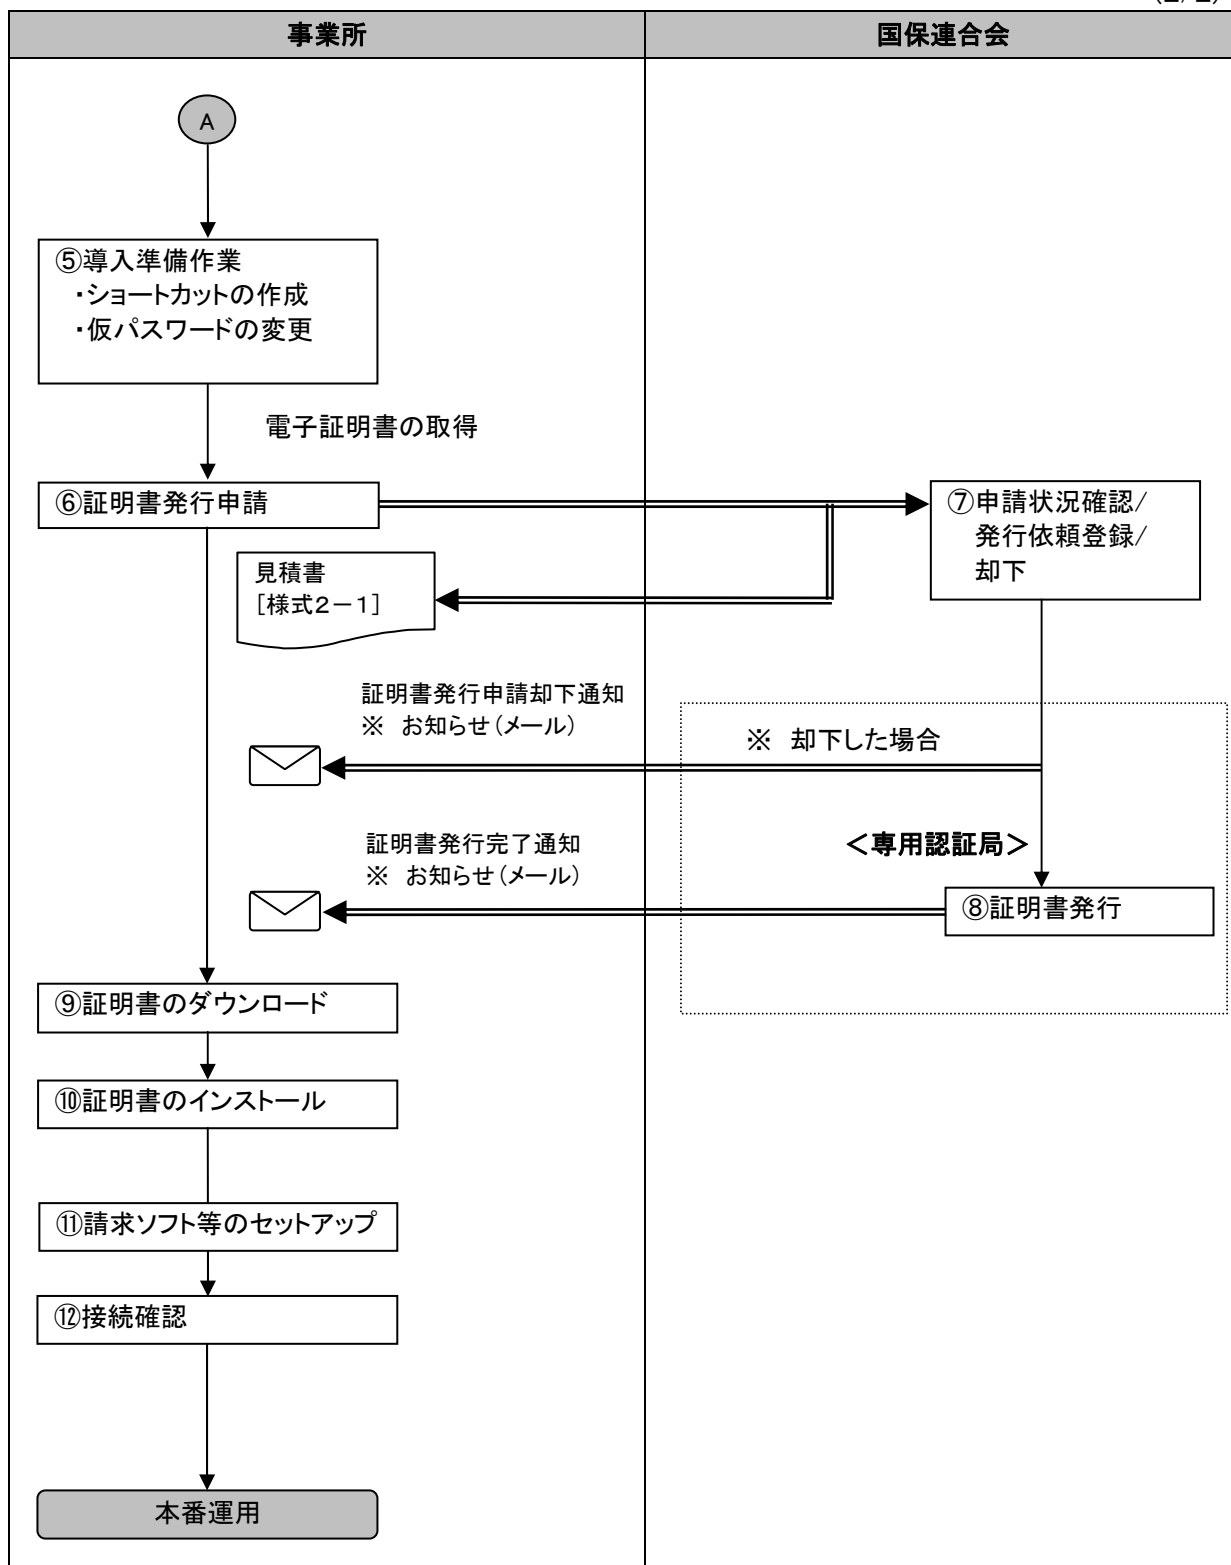 事業所
国保連合会
A
⑤導入準備作業
・ショートカットの作成
・仮パスワードの変更
電子証明書の取得
⑥証明書発行申請
⑦申請状況確認/
発行依頼登録/
却下
見積書
[様式2-1]
証明書発行申請却下通知
※ お知らせ(メール)
※ 却下した場合
証明書発行完了通知
※ お知らせ(メール)
<専用認証局>
⑧証明書発行
⑨証明書のダウンロード
⑩証明書のインストール
⑪請求ソフト等のセットアップ
⑫接続確認
本番運用